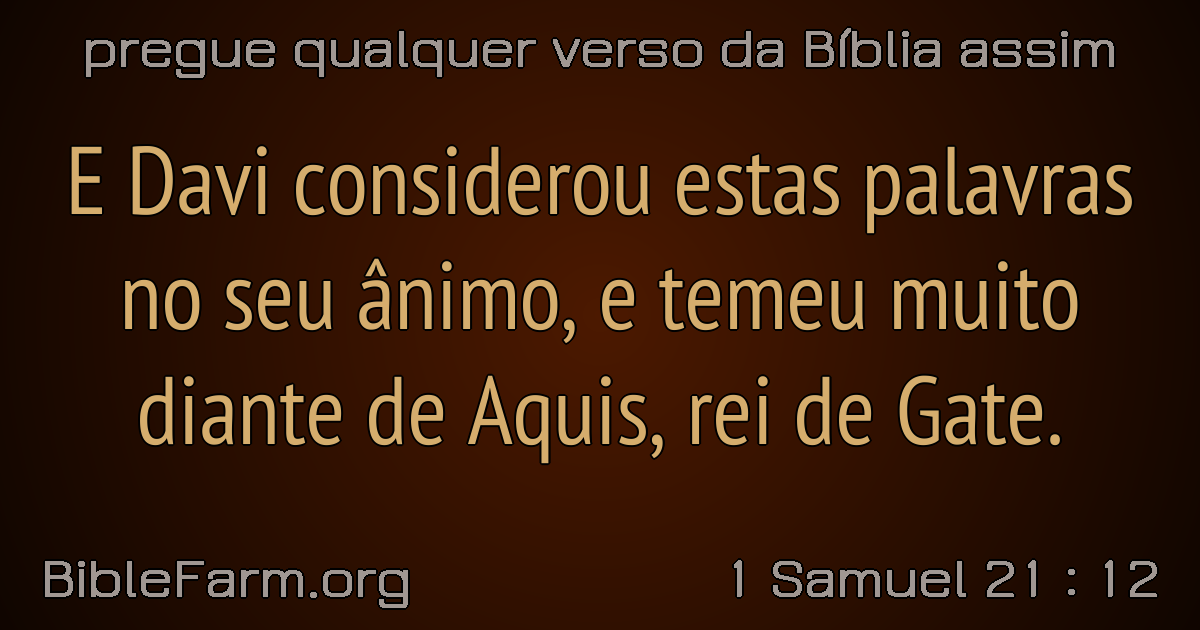 pregue qualquer verso da Bíblia assim
E Davi considerou estas palavras
no seu ânimo, e temeu muito
diante de Aquis, rei de Gate.
BibleFarm.org
1 Samuel 21 : 12